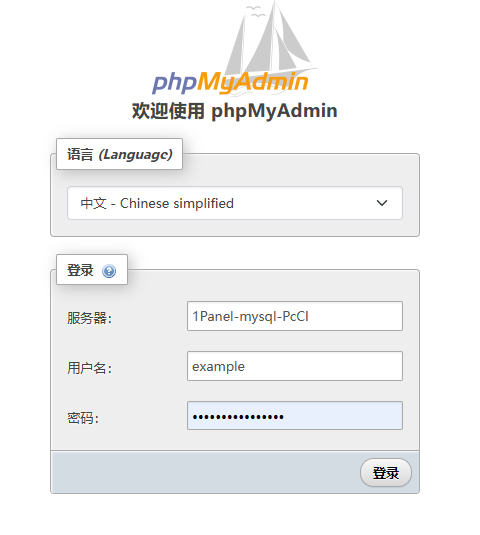 phpMyAdmin
欢迎使用 phpMyAdmin
语言 (Language)
中文 - Chinese simplified
登录
服务器：
1Panel-mysql-PcCI
用户名：
example
密码：
••••••••••••••••
登录